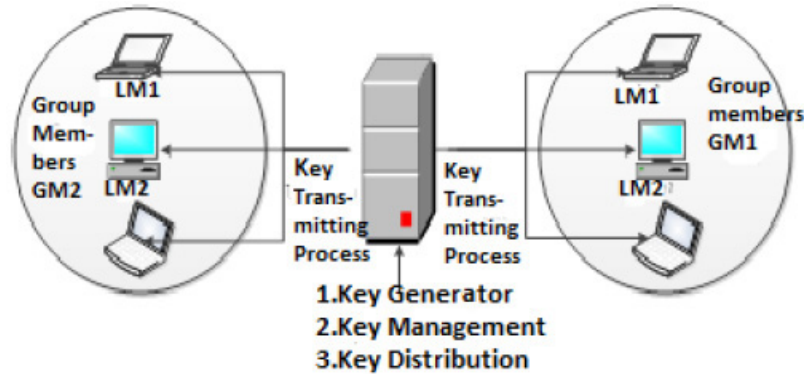 LM1
Group
Mem-
bers
GM2
LM2
Key
Trans-
mitting
Process
Key
Trans-
mitting
Process
LM1
Group
members
GM1
LM2
1.Key Generator
2.Key Management
3.Key Distribution